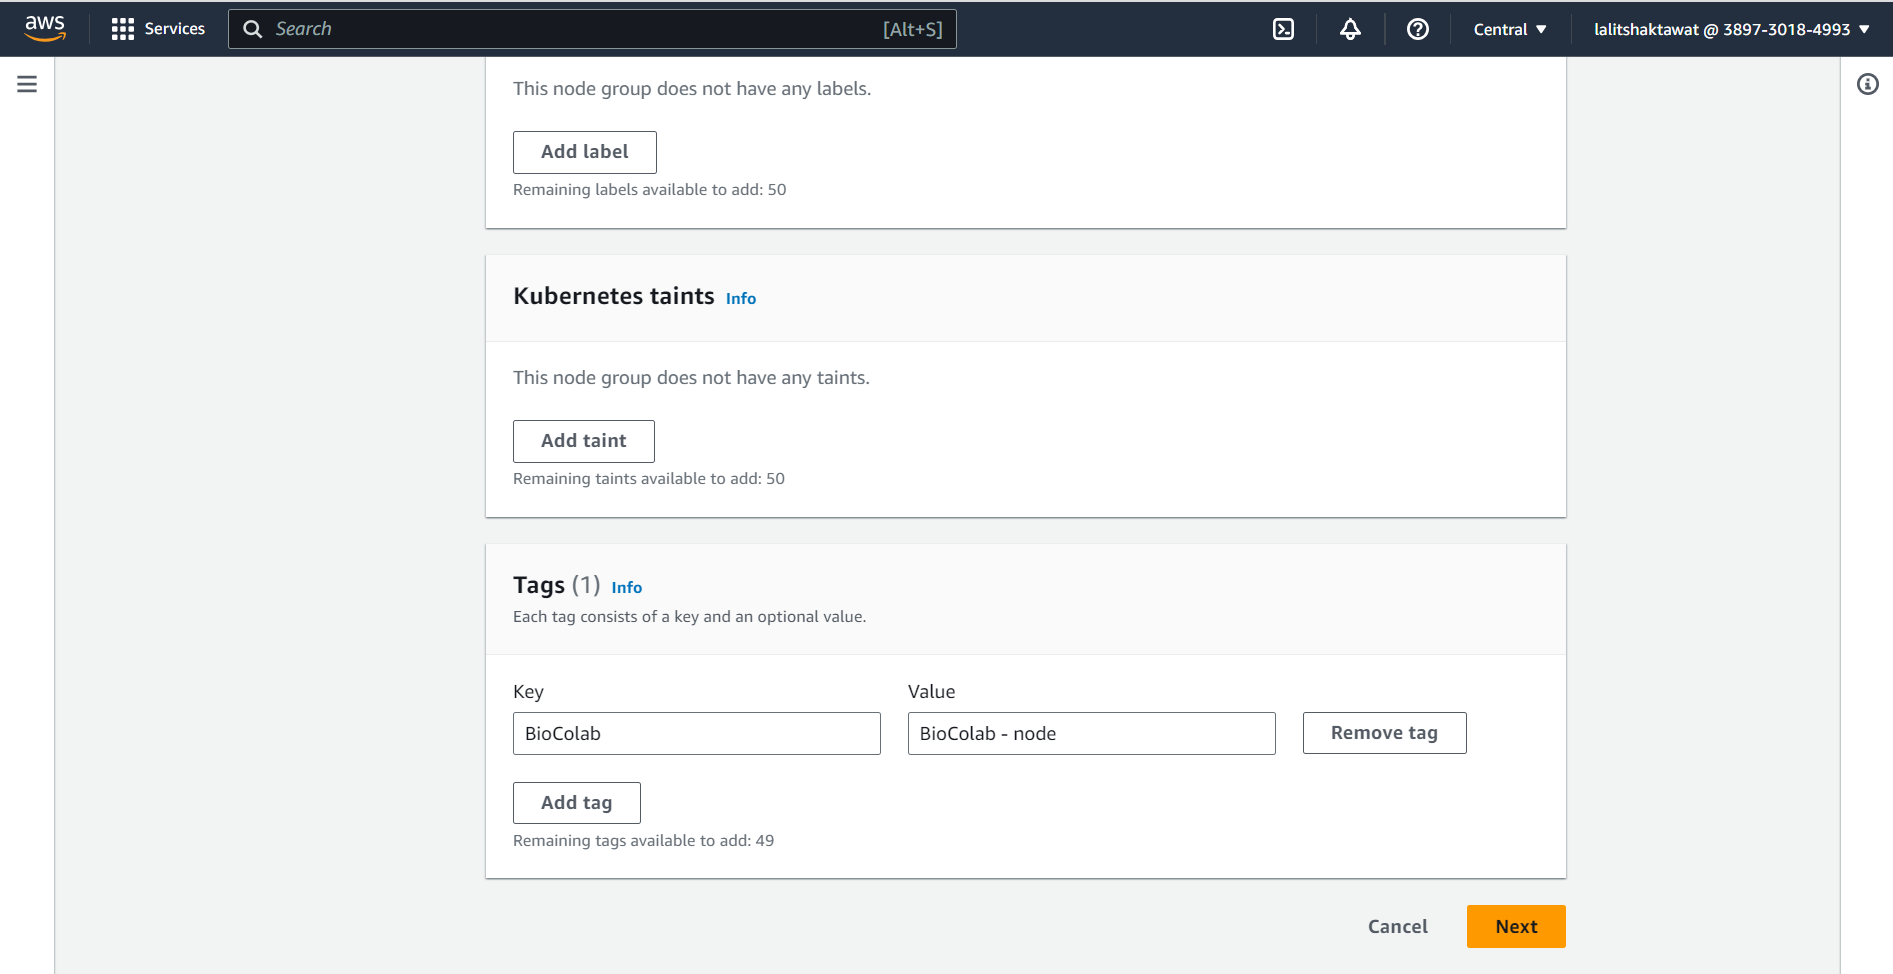 aws
Services
Search
[Alt+S]
Central
lalitshaktawat @ 3897-3018-4993
This node group does not have any labels.
Add label
Remaining labels available to add: 50
Kubernetes taints Info
This node group does not have any taints.
Add taint
Remaining taints available to add: 50
Tags (1) Info
Each tag consists of a key and an optional value.
Key
Value
BioColab
BioColab - node
Remove tag
Add tag
Remaining tags available to add: 49
Cancel
Next